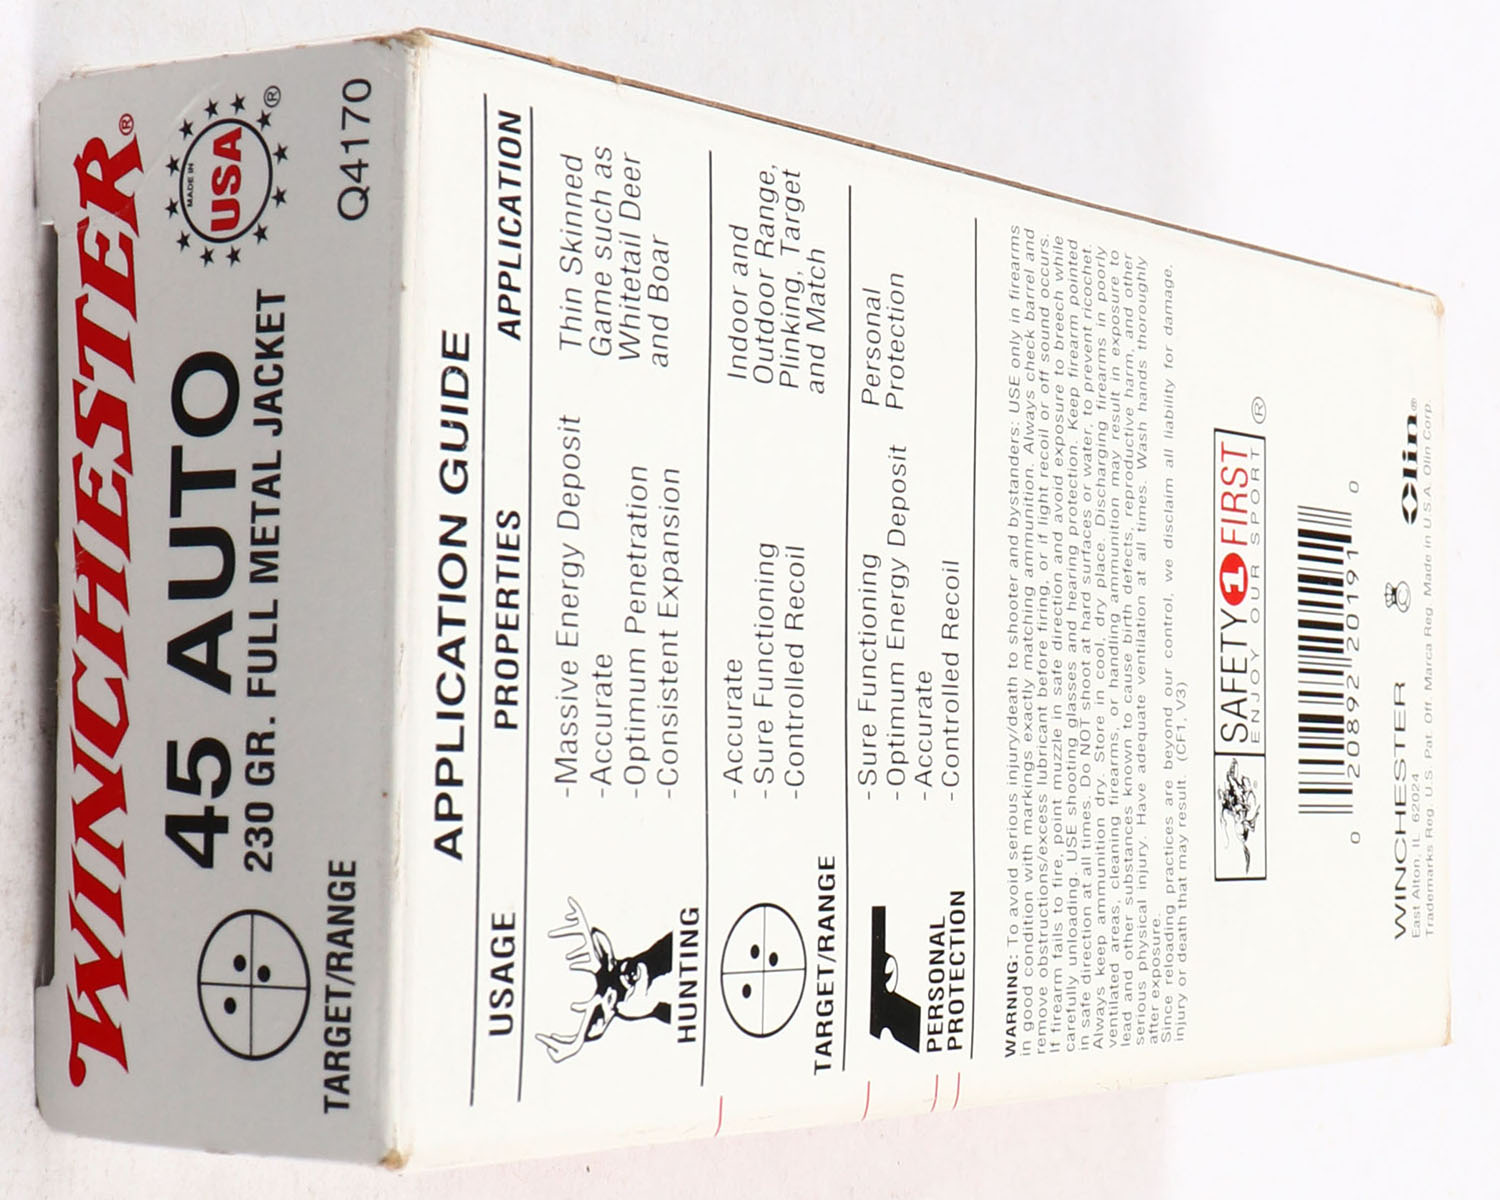 WINCHESTER®
45 AUTO
230 GR. FULL METAL JACKET
MADE IN
USA
®
TARGET/RANGE
Q4170
APPLICATION GUIDE
USAGE PROPERTIES APPLICATION
HUNTING
-Massive Energy Deposit
-Accurate
-Optimum Penetration
-Consistent Expansion
Thin Skinned
Game such as
Whitetail Deer
and Boar
TARGET/RANGE
-Accurate
-Sure Functioning
-Controlled Recoil
Indoor and
Outdoor Range,
Plinking, Target
and Match
PERSONAL
PROTECTION
-Sure Functioning
-Optimum Energy Deposit
-Accurate
-Controlled Recoil
Personal
Protection
WARNING: To avoid serious injury/death to shooter and bystanders: USE only in firearms
in good condition with markings exactly matching ammunition. Always check barrel and
remove obstructions/excess lubricant before firing, or if light recoil or off sound occurs.
If firearm fails to fire, point muzzle in safe direction and avoid exposure to breech while
carefully unloading. USE shooting glasses and hearing protection. Keep firearm pointed
in safe direction at all times. Do NOT shoot at hard surfaces or water, to prevent ricochet.
Always keep ammunition dry. Store in cool, dry place. Discharging firearms in poorly
ventilated areas, cleaning firearms, or handling ammunition may result in exposure to
lead and other substances known to cause birth defects, reproductive harm, and other
serious physical injury. Have adequate ventilation at all times. Wash hands thoroughly
after exposure.
Since reloading practices are beyond our control, we disclaim all liability for damage,
injury or death that may result. (CF1, V3)
SAFETY 1 FIRST
ENJOY OUR SPORT ®
0 20892 20191 0
WINCHESTER
Olin®
East Alton, IL 62024
Trademarks Reg. U.S. Pat. Off. Marca Reg. Made in U.S.A. Olin Corp.